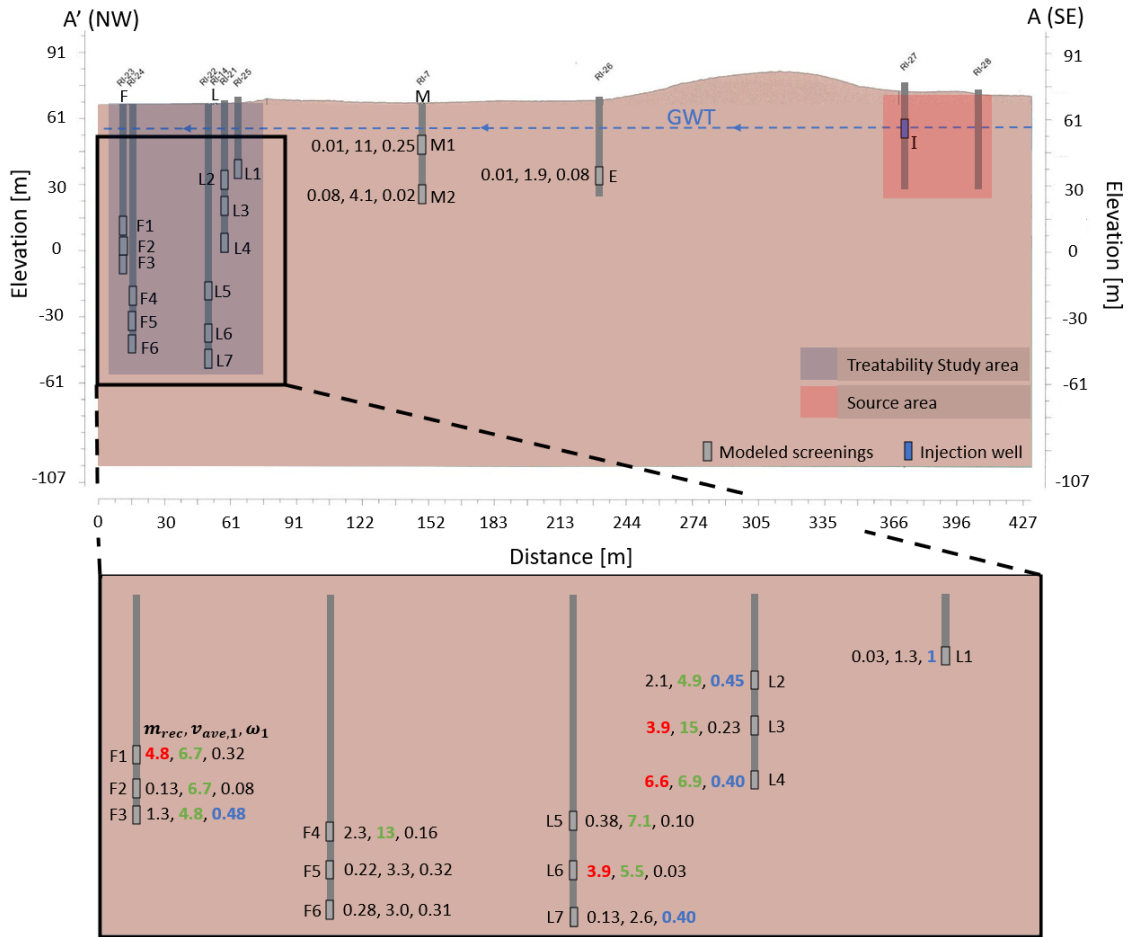 A' (NW)
A (SE)
91
61
30
0
-30
-61
-107
Elevation [m]
91
61
30
0
-30
-61
-107
Elevation [m]
RI-23
RI-24
RI-22
RI-14
RI-21
RI-25
RI-7
RI-26
RI-27
RI-28
F
L
M
GWT
I
0.01, 11, 0.25
M1
0.08, 4.1, 0.02
M2
0.01, 1.9, 0.08
E
L1
L2
L3
L4
F1
F2
F3
F4
F5
F6
L5
L6
L7
Treatability Study area
Source area
Modeled screenings
Injection well
0 30 61 91 122 152 183 213 244 274 305 335 366 396 427
Distance [m]
0.03, 1.3, 1 L1
2.1, 4.9, 0.45 L2
3.9, 15, 0.23 L3
6.6, 6.9, 0.40 L4
m_rec, v_ave,1, ω_1
F1 4.8, 6.7, 0.32
F2 0.13, 6.7, 0.08
F3 1.3, 4.8, 0.48
F4 2.3, 13, 0.16
F5 0.22, 3.3, 0.32
F6 0.28, 3.0, 0.31
L5 0.38, 7.1, 0.10
L6 3.9, 5.5, 0.03
L7 0.13, 2.6, 0.40